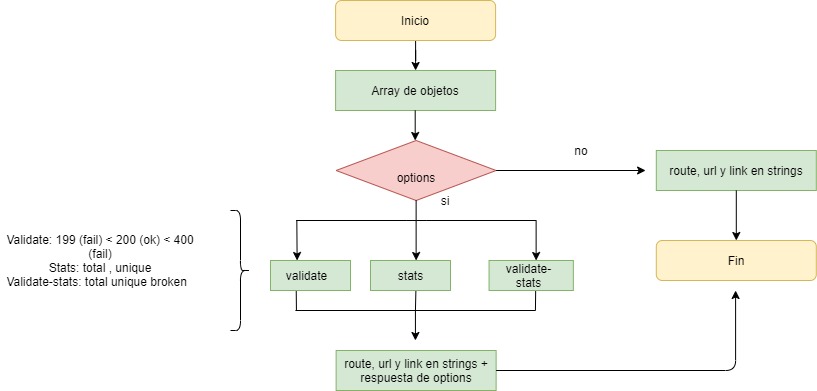 Inicio
Array de objetos
options
no
route, url y link en strings
si
Validate: 199 (fail) < 200 (ok) < 400
(fail)
Stats: total , unique
Validate-stats: total unique broken
validate
stats
validate-
stats
Fin
route, url y link en strings +
respuesta de options